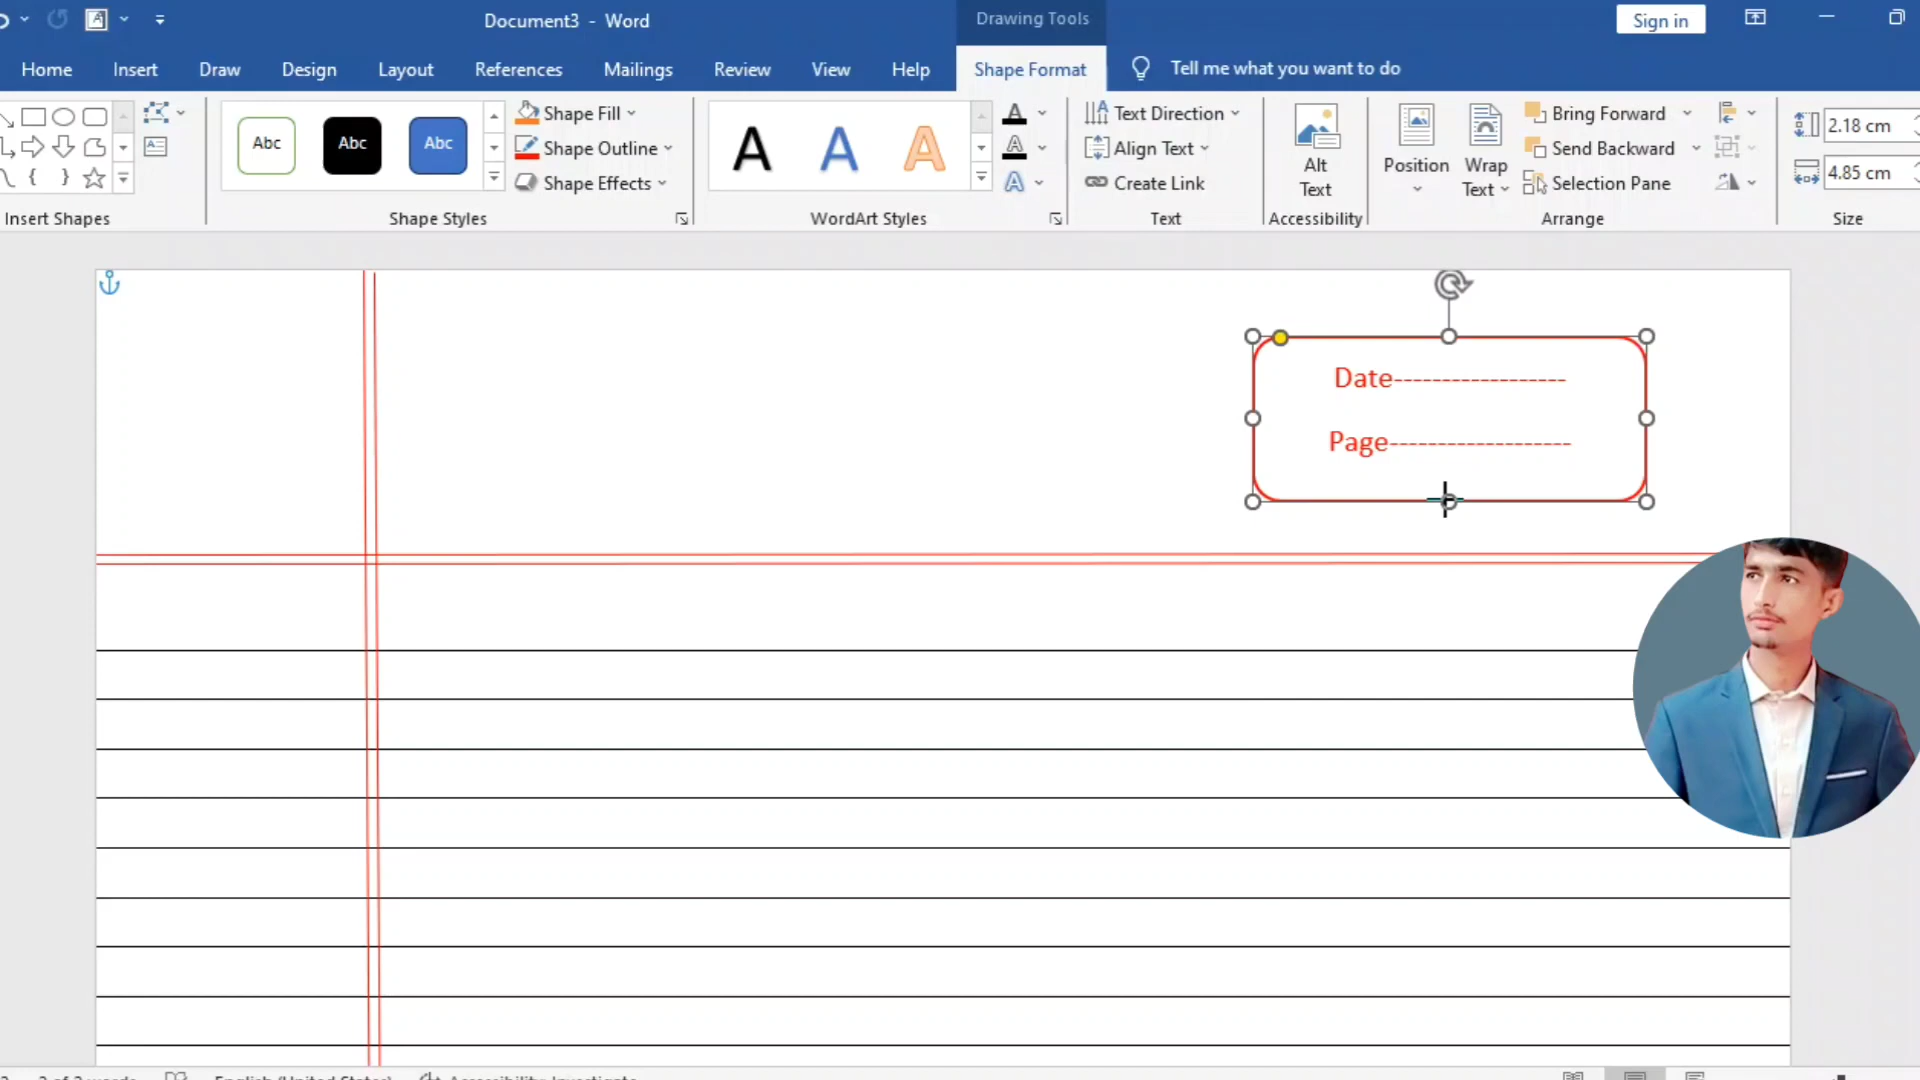 Document3 - Word
Drawing Tools
Sign in
Home Insert Draw Design Layout References Mailings Review View Help Shape Format Tell me what you want to do
Abc Abc Abc
Shape Fill
Shape Outline
Shape Effects
A A A
Text Direction
Align Text
Create Link
Alt Text
Position
Wrap Text
Bring Forward
Send Backward
Selection Pane
2.18 cm
4.85 cm
Insert Shapes Shape Styles WordArt Styles Text Accessibility Arrange Size
Date------------------
Page-------------------